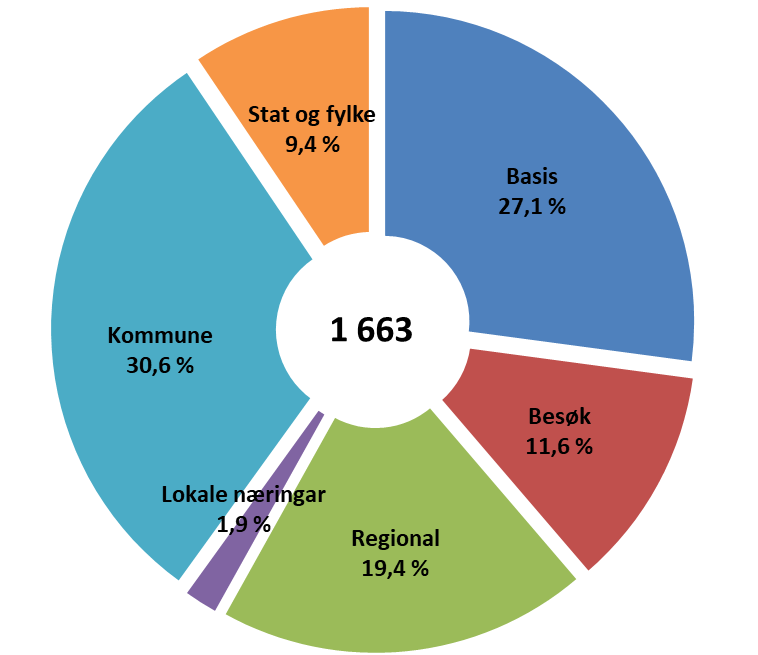 Stat og fylke
9,4 %
Basis
27,1 %
1 663
Kommune
30,6 %
Besøk
11,6 %
Lokale næringar
1,9 %
Regional
19,4 %